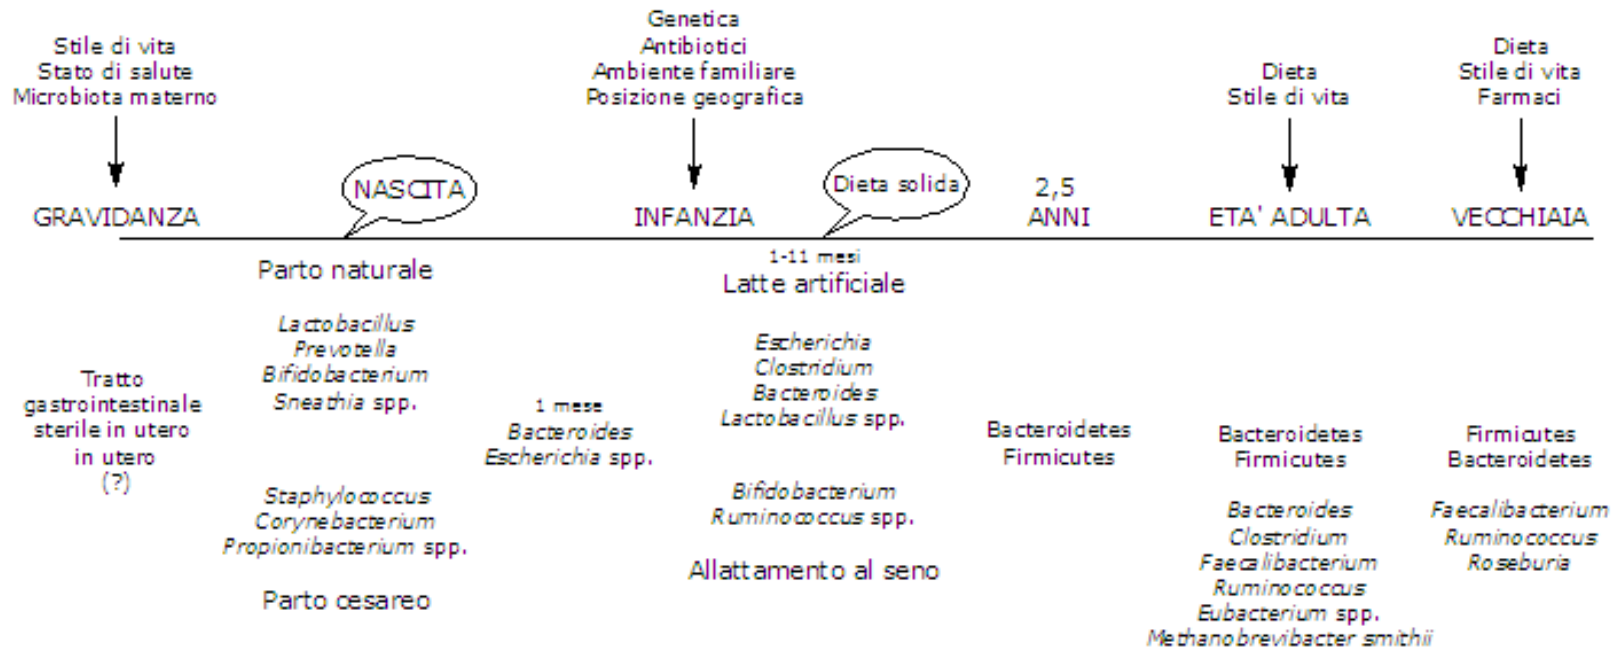 Stile di vita
Stato di salute
Microbiota materno
Genetica
Antibiotici
Ambiente familiare
Posizione geografica
Dieta
Stile di vita
Dieta
Stile di vita
Farmaci
GRAVIDANZA
NASCITA
INFANZIA
Dieta solida
2,5
ANNI
ETA' ADULTA
VECCHIAIA
Tratto
gastrointestinale
sterile in utero
in utero
(?)
Parto naturale
Lactobacillus
Prevotella
Bifidobacterium
Sneathia spp.
Staphylococcus
Corynebacterium
Propionibacterium spp.
Parto cesareo
1 mese
Bacteroides
Escherichia spp.
1-11 mesi
Latte artificiale
Escherichia
Clostridium
Bacteroides
Lactobacillus spp.
Bifidobacterium
Ruminococcus spp.
Allattamento al seno
Bacteroidetes
Firmicutes
Bacteroidetes
Firmicutes
Bacteroides
Clostridium
Faecalibacterium
Ruminococcus
Eubacterium spp.
Methanobrevibacter smithii
Firmicutes
Bacteroidetes
Faecalibacterium
Ruminococcus
Roseburia